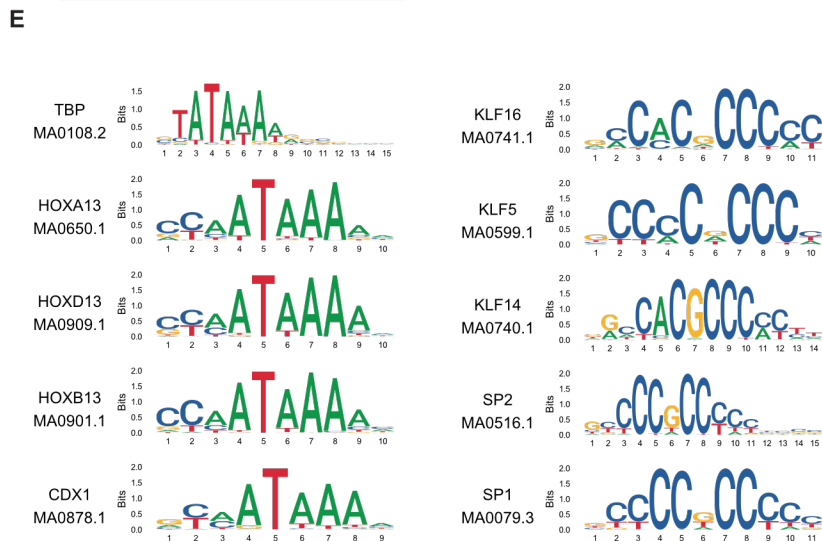 E
TBP
MA0108.2
Bits
1.5
1.0
0.5
0.0
1 2 3 4 5 6 7 8 9 10 11 12 13 14 15
HOXA13
MA0650.1
Bits
2.0
1.5
1.0
0.5
0.0
1 2 3 4 5 6 7 8 9 10
HOXD13
MA0909.1
Bits
2.0
1.5
1.0
0.5
0.0
1 2 3 4 5 6 7 8 9 10
HOXB13
MA0901.1
Bits
2.0
1.5
1.0
0.5
0.0
1 2 3 4 5 6 7 8 9 10
CDX1
MA0878.1
Bits
2.0
1.5
1.0
0.5
0.0
1 2 3 4 5 6 7 8 9
KLF16
MA0741.1
Bits
2.0
1.5
1.0
0.5
0.0
1 2 3 4 5 6 7 8 9 10 11
KLF5
MA0599.1
Bits
2.0
1.5
1.0
0.5
0.0
1 2 3 4 5 6 7 8 9 10
KLF14
MA0740.1
Bits
2.0
1.5
1.0
0.5
0.0
1 2 3 4 5 6 7 8 9 10 11 12 13 14
SP2
MA0516.1
Bits
2.0
1.5
1.0
0.5
0.0
1 2 3 4 5 6 7 8 9 10 11 12 13 14 15
SP1
MA0079.3
Bits
2.0
1.5
1.0
0.5
0.0
1 2 3 4 5 6 7 8 9 10 11